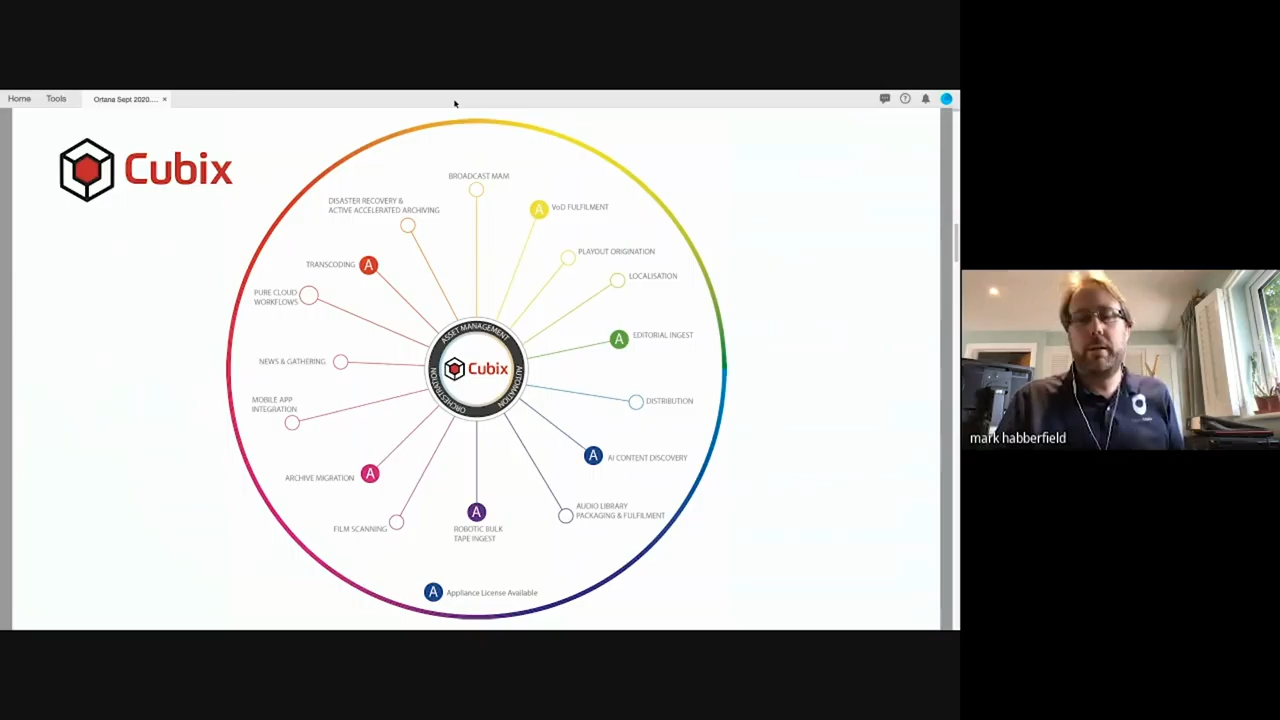 Home Tools Ortana Sept 2020.... ×
Cubix
BROADCAST MAM
DISASTER RECOVERY &
ACTIVE ACCELERATED ARCHIVING
A VoD FULFILMENT
PLAYOUT ORIGINATION
TRANSCODING A
LOCALISATION
PURE CLOUD
WORKFLOWS
ASSET MANAGEMENT
A EDITORIAL INGEST
NEWS & GATHERING
Cubix
AUTOMATION
ORCHESTRATION
MOBILE APP
INTEGRATION
DISTRIBUTION
A AI CONTENT DISCOVERY
ARCHIVE MIGRATION A
AUDIO LIBRARY
PACKAGING & FULFILMENT
FILM SCANNING
A
ROBOTIC BULK
TAPE INGEST
A Appliance License Available
mark habberfield